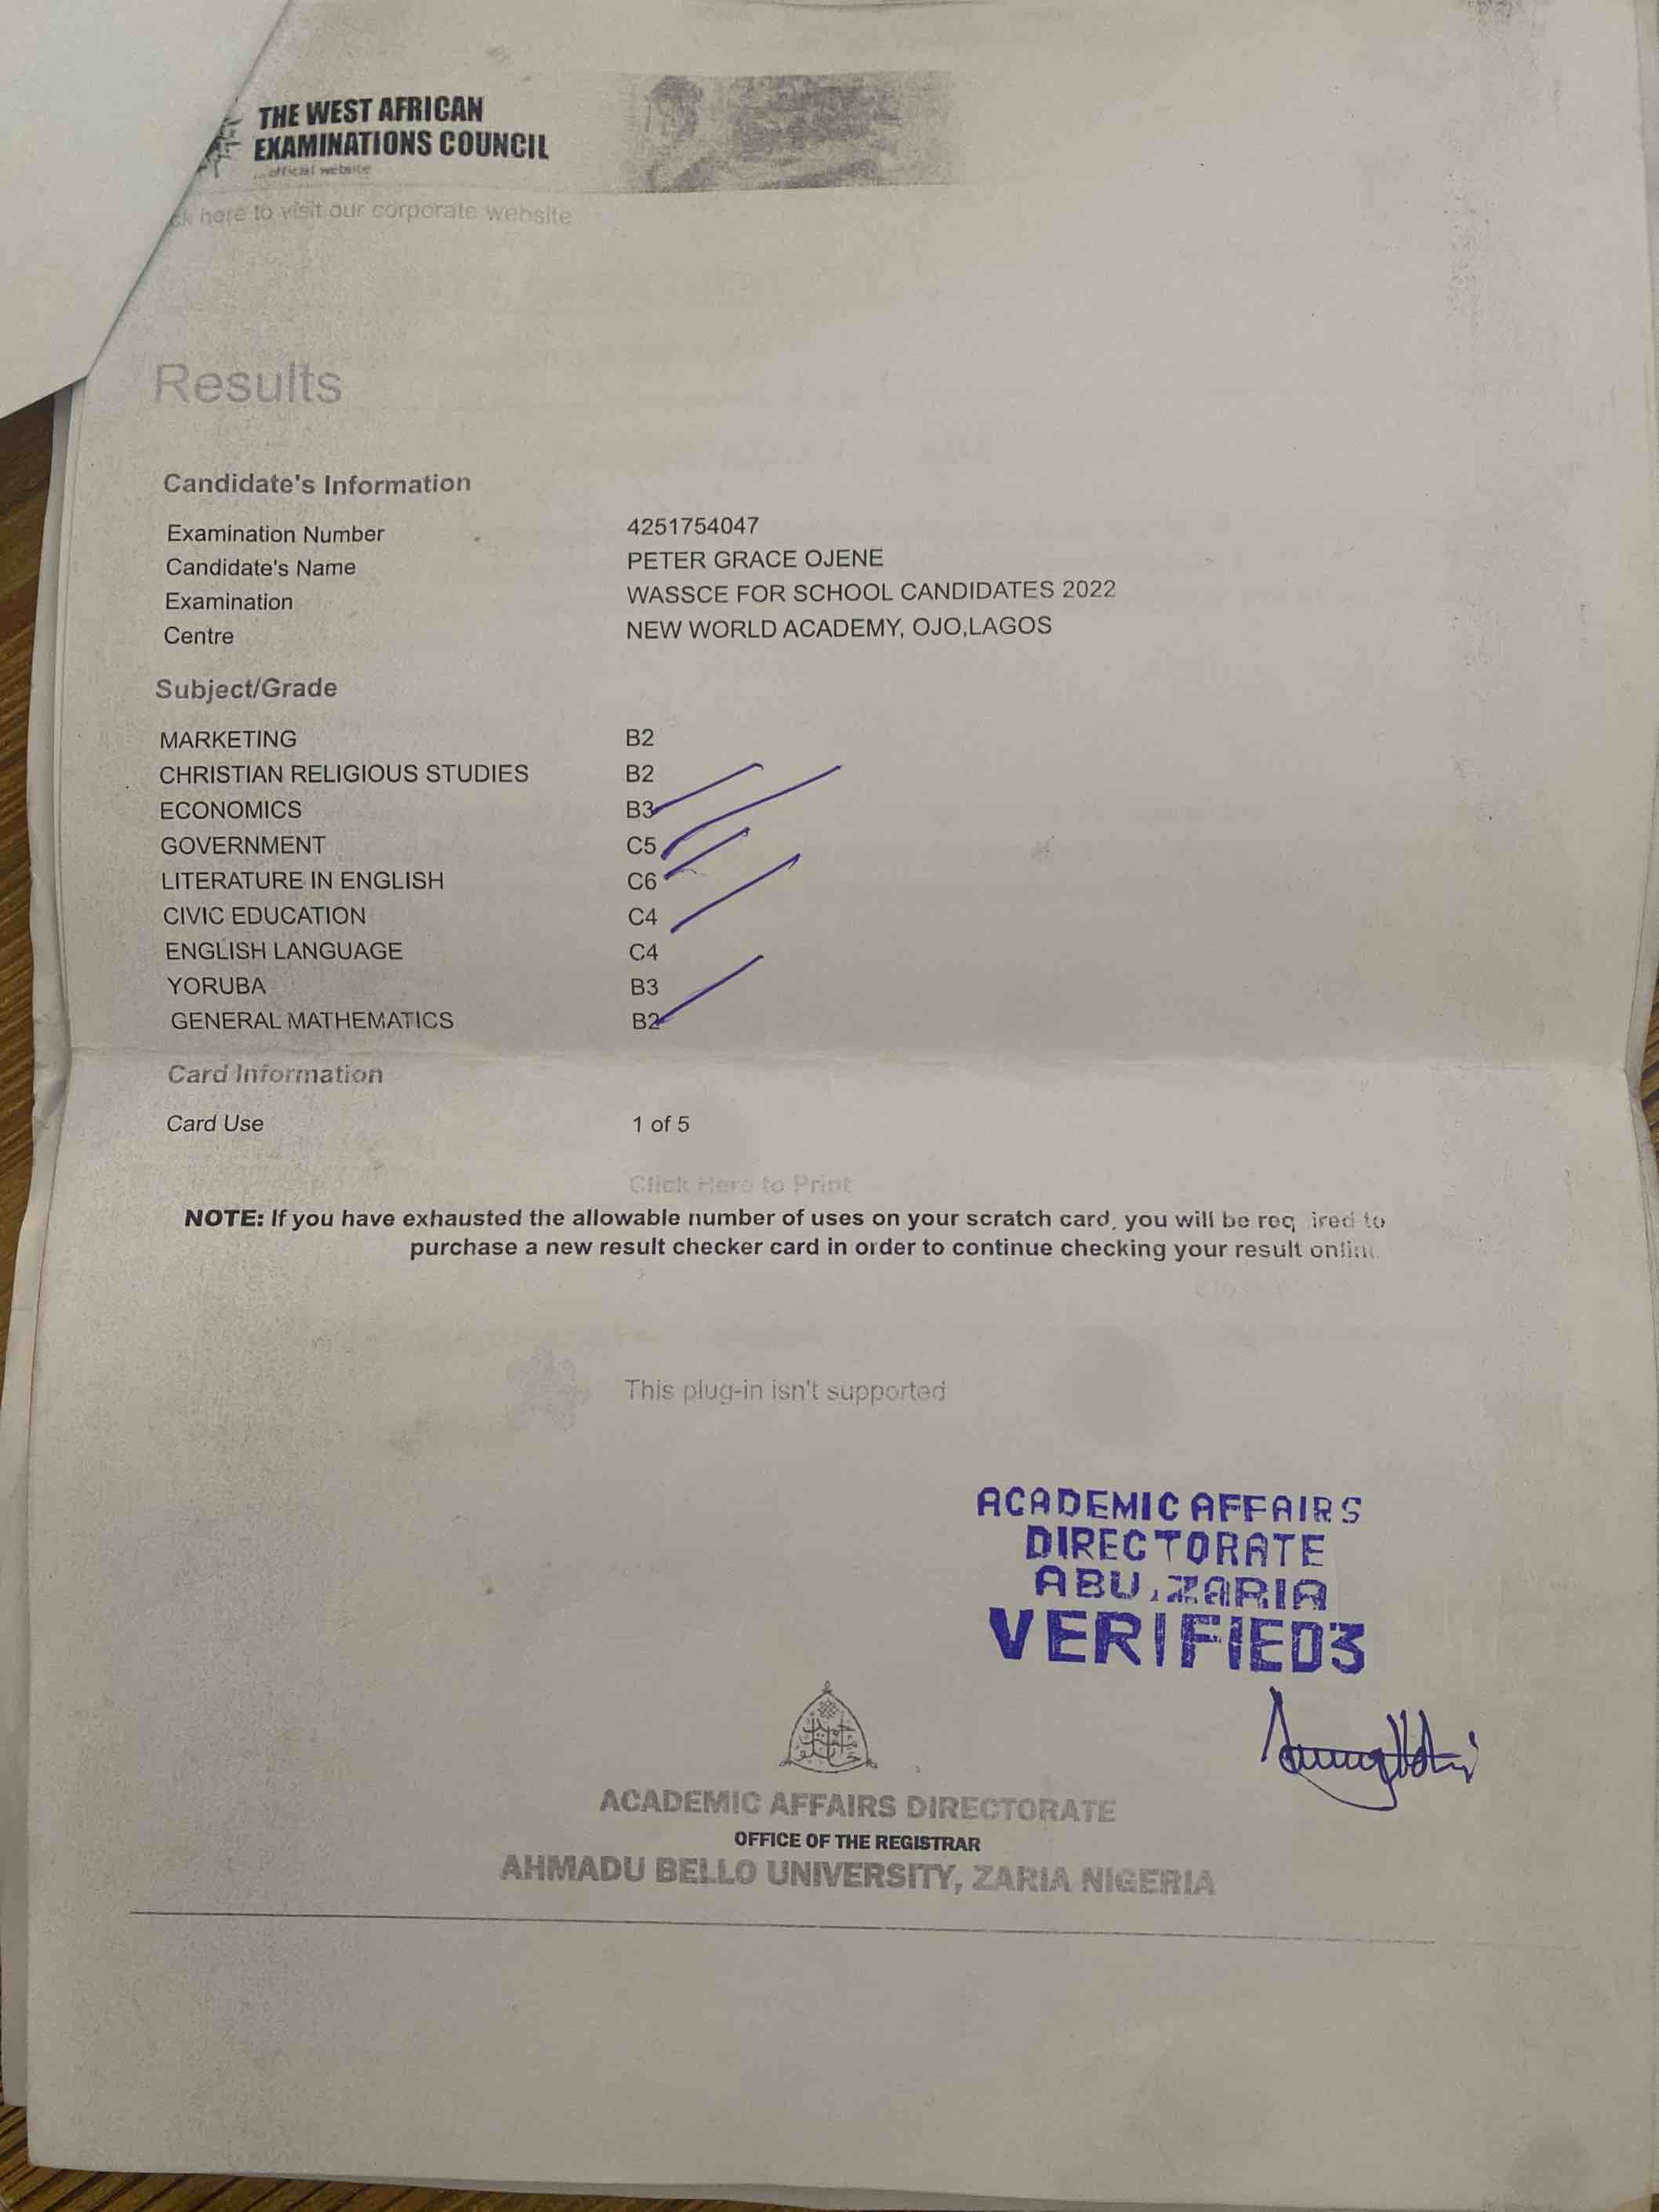 THE WEST AFRICAN
EXAMINATIONS COUNCIL
...official website
here to visit our corporate website
Results
Candidate's Information
Examination Number 4251754047
Candidate's Name PETER GRACE OJENE
Examination WASSCE FOR SCHOOL CANDIDATES 2022
Centre NEW WORLD ACADEMY, OJO,LAGOS
Subject/Grade
MARKETING B2
CHRISTIAN RELIGIOUS STUDIES B2
ECONOMICS B3
GOVERNMENT C5
LITERATURE IN ENGLISH C6
CIVIC EDUCATION C4
ENGLISH LANGUAGE C4
YORUBA B3
GENERAL MATHEMATICS B2
Card Information
Card Use 1 of 5
Click Here to Print
NOTE: If you have exhausted the allowable number of uses on your scratch card, you will be req ired to
purchase a new result checker card in order to continue checking your result online
This plug-in isn't supported
ACADEMIC AFFAIRS
DIRECTORATE
ABU, ZARIA
VERIFIED3
ACADEMIC AFFAIRS DIRECTORATE
OFFICE OF THE REGISTRAR
AHMADU BELLO UNIVERSITY, ZARIA NIGERIA